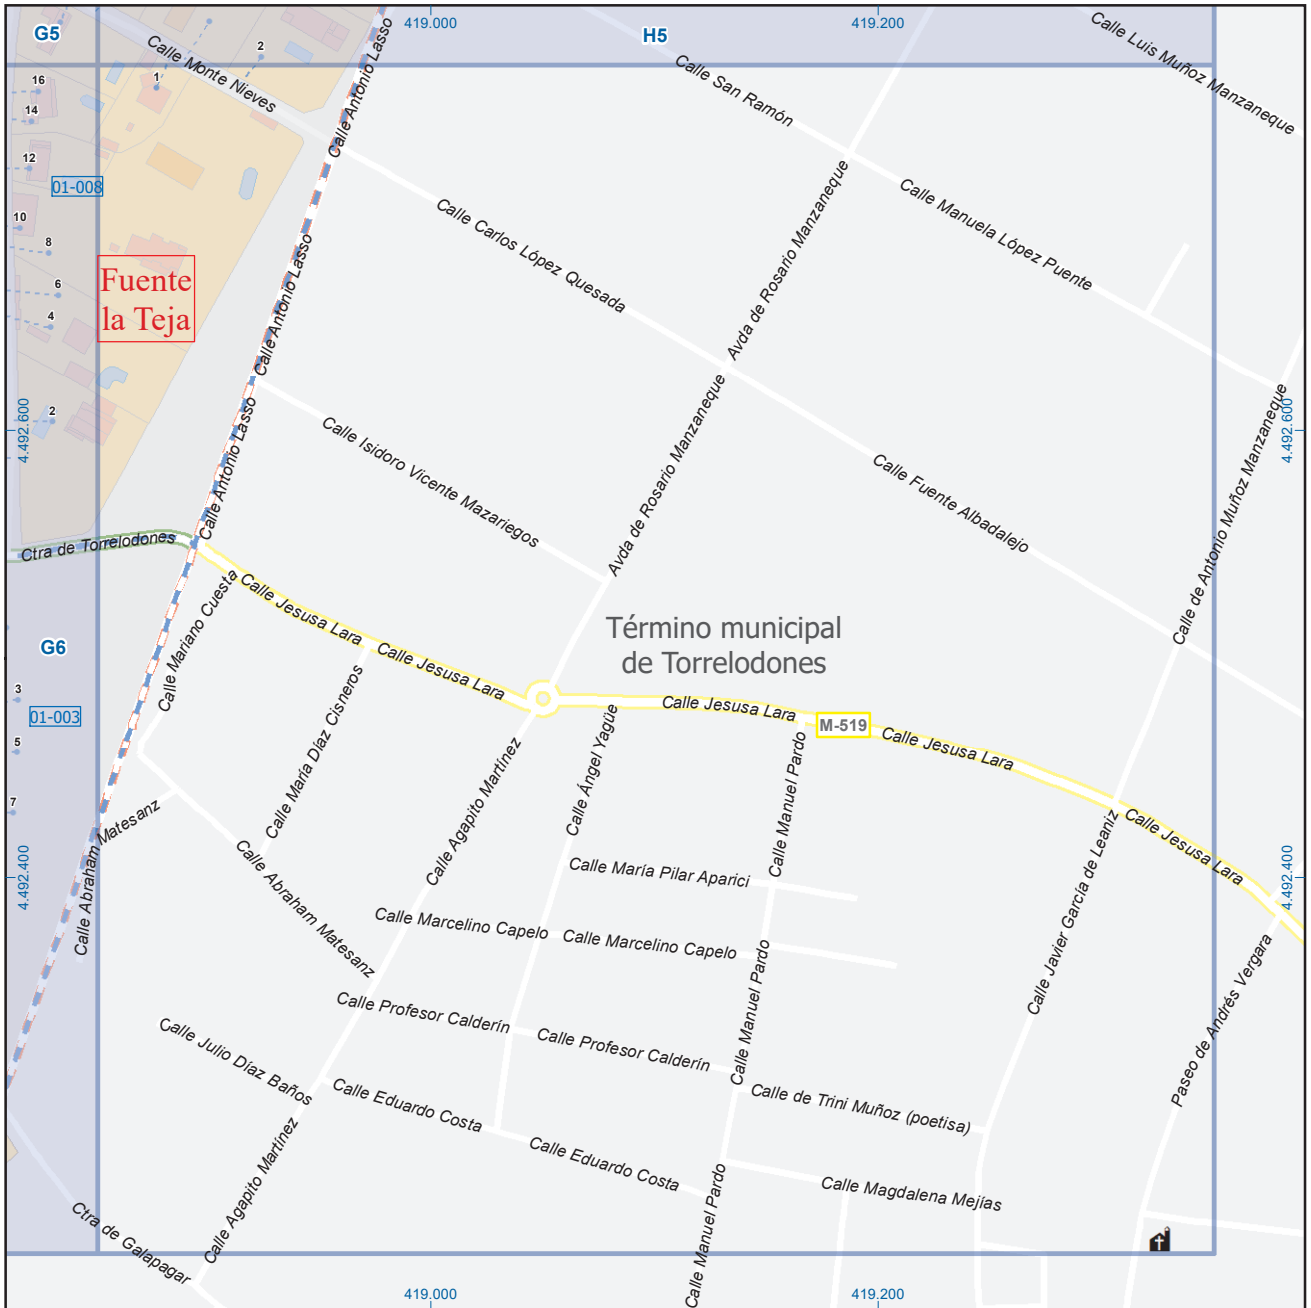 419.000
419.200
G5
H5
Calle Luis Muñoz Manzaneque
Calle Monte Nieves
2
1
16
14
12
01-008
10
8
6
4
2
Fuente
la Teja
Calle Antonio Lasso
Calle San Ramón
Calle Manuela López Puente
Calle Carlos López Quesada
Avda de Rosario Manzaneque
Calle Antonio Lasso
Calle Antonio Lasso
4.492.600
4.492.600
Calle Isidoro Vicente Mazariegos
Avda de Rosario Manzaneque
Calle Fuente Albadalejo
Calle de Antonio Muñoz Manzaneque
Ctra de Torrelodones
Calle Jesusa Lara
Calle Mariano Cuesta
Término municipal
de Torrelodones
G6
Calle Jesusa Lara
Calle Jesusa Lara
M-519
Calle Jesusa Lara
Calle Jesusa Lara
3
01-003
5
7
Calle María Díaz Cisneros
Calle Agapito Martínez
Calle Ángel Yagüe
Calle Manuel Pardo
Calle Javier García de Leaniz
4.492.400
4.492.400
Calle Abraham Matesanz
Calle Abraham Matesanz
Calle María Pilar Aparici
Calle Marcelino Capelo
Calle Marcelino Capelo
Calle Manuel Pardo
Paseo de Andrés Vergara
Calle Profesor Calderín
Calle Profesor Calderín
Calle Julio Díaz Baños
Calle Eduardo Costa
Calle Eduardo Costa
Calle de Trini Muñoz (poetisa)
Calle Agapito Martínez
Calle Magdalena Mejías
Calle Manuel Pardo
Ctra de Galapagar
419.000
419.200